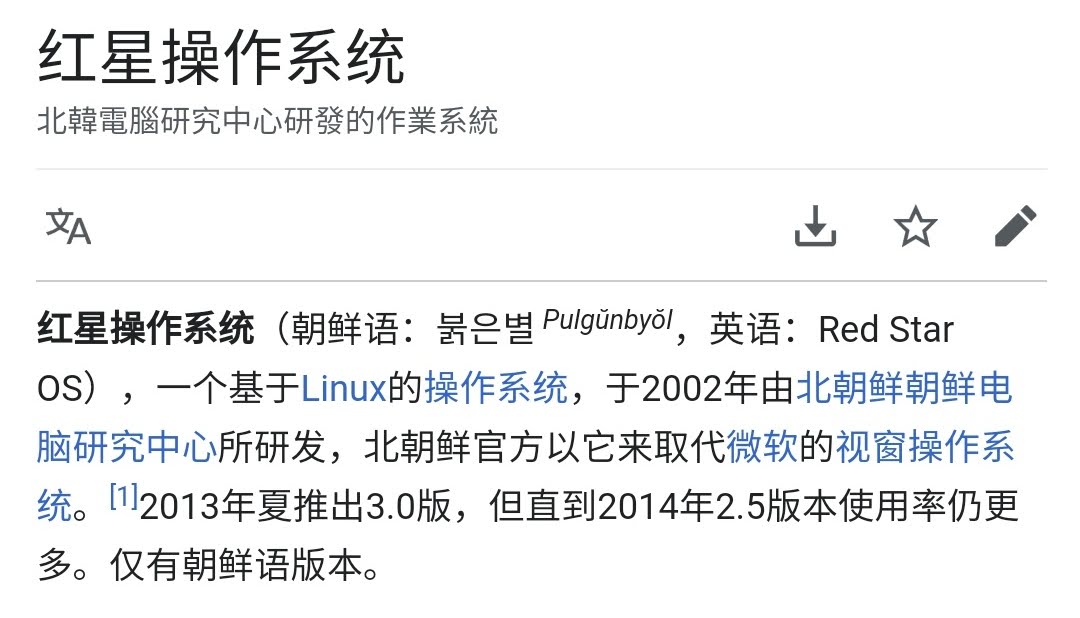 红星操作系统
北韓電腦研究中心研發的作業系統
文A
红星操作系统（朝鲜语：붉은별 Pulgŭnbyŏl，英语：Red Star
OS），一个基于Linux的操作系统，于2002年由北朝鲜朝鲜电
脑研究中心所研发，北朝鲜官方以它来取代微软的视窗操作系
统。[1]2013年夏推出3.0版，但直到2014年2.5版本使用率仍更
多。仅有朝鲜语版本。